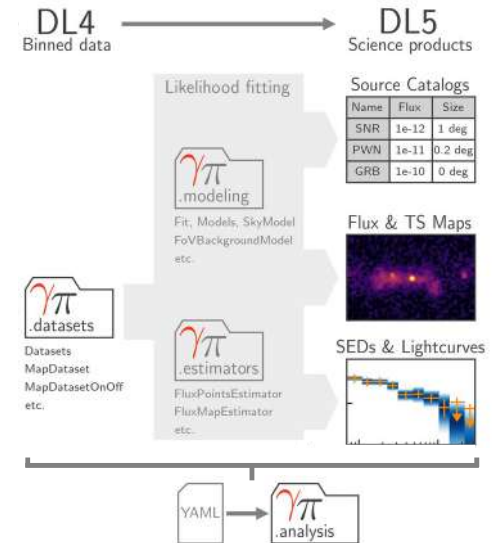 DL4
Binned data
DL5
Science products
Likelihood fitting
γπ
.modeling
Fit, Models, SkyModel
FoVBackgroundModel
etc.
γπ
.datasets
Datasets
MapDataset
MapDatasetOnOff
etc.
γπ
.estimators
FluxPointsEstimator
FluxMapEstimator
etc.
Source Catalogs
Name Flux Size
SNR 1e-12 1 deg
PWN 1e-11 0.2 deg
GRB 1e-10 0 deg
Flux & TS Maps
SEDs & Lightcurves
YAML
γπ
.analysis